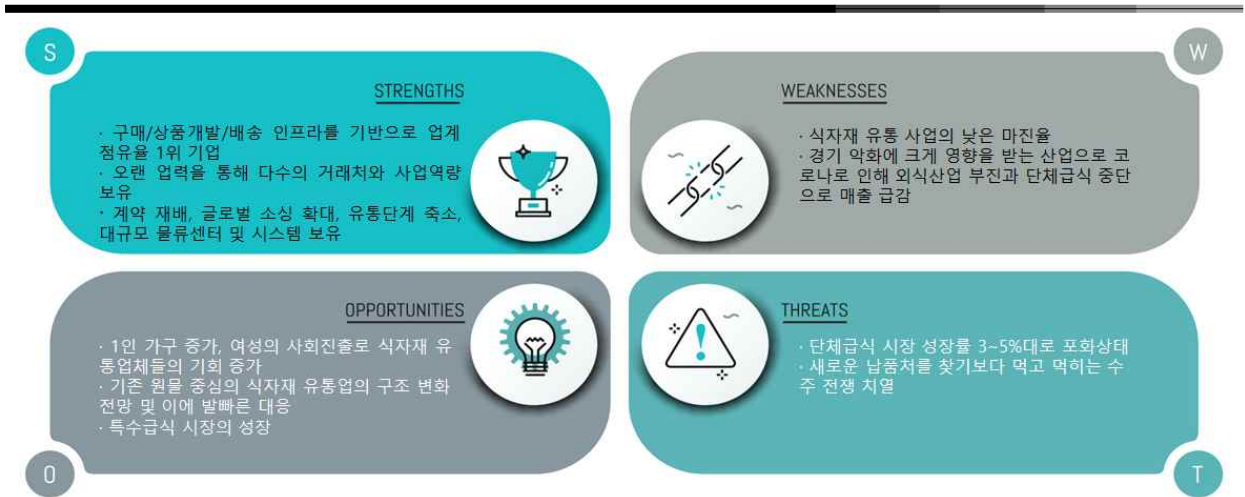 S
STRENGTHS
· 구매/상품개발/배송 인프라를 기반으로 업계
점유율 1위 기업
· 오랜 업력을 통해 다수의 거래처와 사업역량
보유
· 계약 재배, 글로벌 소싱 확대, 유통단계 축소,
대규모 물류센터 및 시스템 보유
W
WEAKNESSES
· 식자재 유통 사업의 낮은 마진율
· 경기 악화에 크게 영향을 받는 산업으로 코
로나로 인해 외식산업 부진과 단체급식 중단
으로 매출 급감
OPPORTUNITIES
· 1인 가구 증가, 여성의 사회진출로 식자재 유
통업체들의 기회 증가
· 기존 원물 중심의 식자재 유통업의 구조 변화
전망 및 이에 발빠른 대응
· 특수급식 시장의 성장
O
THREATS
· 단체급식 시장 성장률 3~5%대로 포화상태
· 새로운 납품처를 찾기보다 먹고 먹히는 수
주 전쟁 치열
T